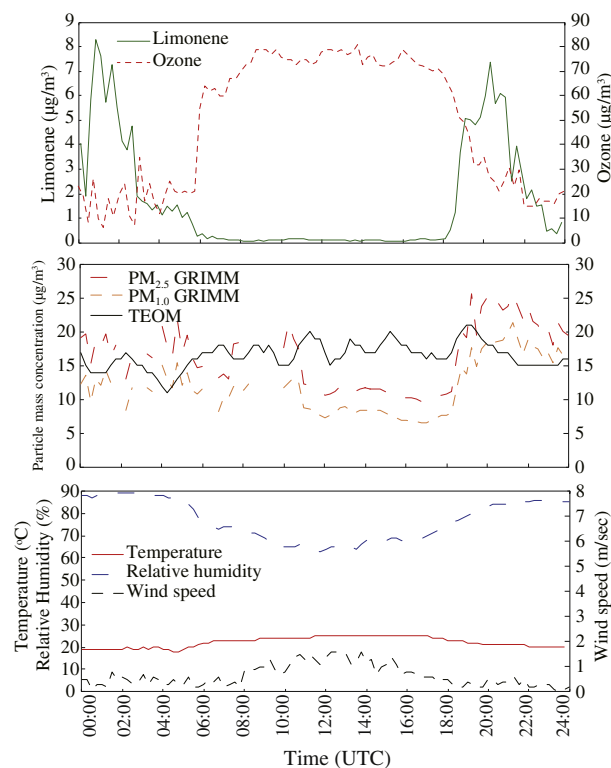 9 90
8 80
7 70
6 60
5 50
4 40
3 30
2 20
1 10
0 0
Limonene
Ozone
Limonene (µg/m³)
Ozone (µg/m³)
30 30
25 25
20 20
15 15
10 10
5 5
0 0
PM2.5 GRIMM
PM1.0 GRIMM
TEOM
Particle mass concentration (µg/m³)
90 8
80 7
70 6
60 5
50 4
40 3
30 2
20 1
10 0
0
Temperature
Relative humidity
Wind speed
Temperature (°C)
Relative Humidity (%)
Wind speed (m/sec)
00:00 02:00 04:00 06:00 08:00 10:00 12:00 14:00 16:00 18:00 20:00 22:00 24:00
Time (UTC)